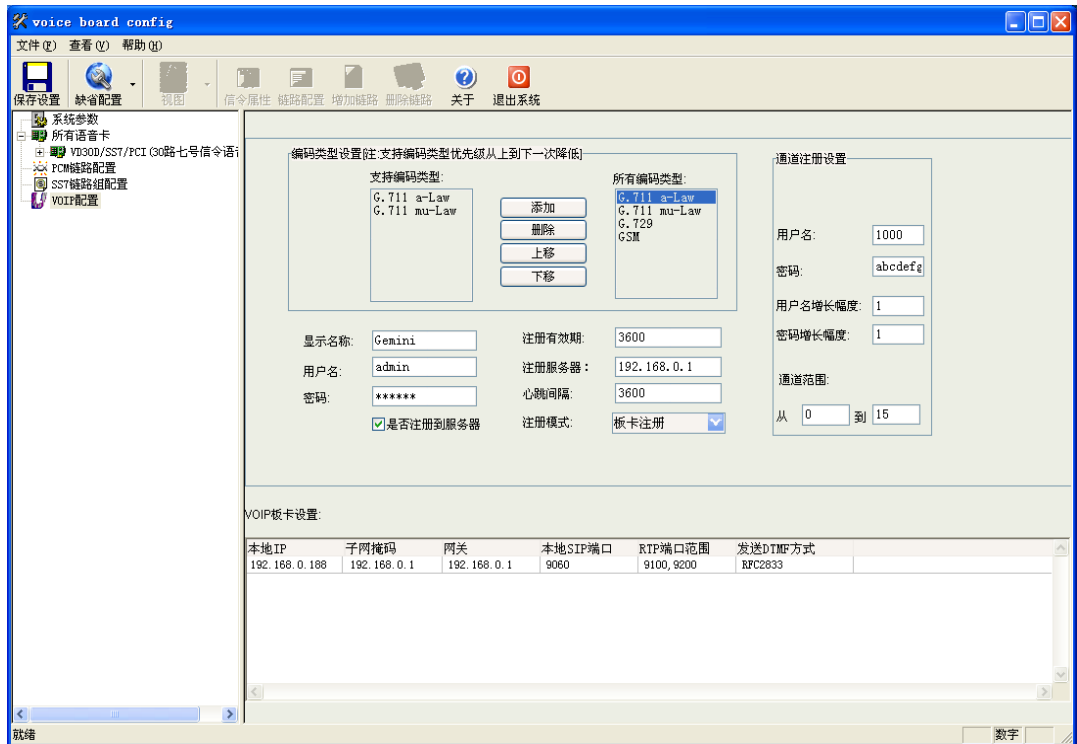 voice board config
文件(F) 查看(V) 帮助(H)
保存设置 缺省配置 视图 信令属性 链路配置 增加链路 删除链路 关于 退出系统
系统参数
所有语音卡
VD30D/SS7/PCI(30路七号信令语
PCM链路配置
SS7链路组配置
VOIP配置
编码类型设置[注:支持编码类型优先级从上到下一次降低]
支持编码类型:
G.711 a-Law
G.711 mu-Law
添加
删除
上移
下移
所有编码类型:
G.711 a-Law
G.711 mu-Law
G.729
GSM
显示名称: Gemini
用户名: admin
密码: ******
是否注册到服务器
注册有效期: 3600
注册服务器: 192.168.0.1
心跳间隔: 3600
注册模式: 板卡注册
通道注册设置
用户名: 1000
密码: abcdefg
用户名增长幅度: 1
密码增长幅度: 1
通道范围:
从 0 到 15
VOIP板卡设置:
本地IP 子网掩码 网关 本地SIP端口 RTP端口范围 发送DTMF方式
192.168.0.188 192.168.0.1 192.168.0.1 9060 9100,9200 RFC2833
就绪 数字